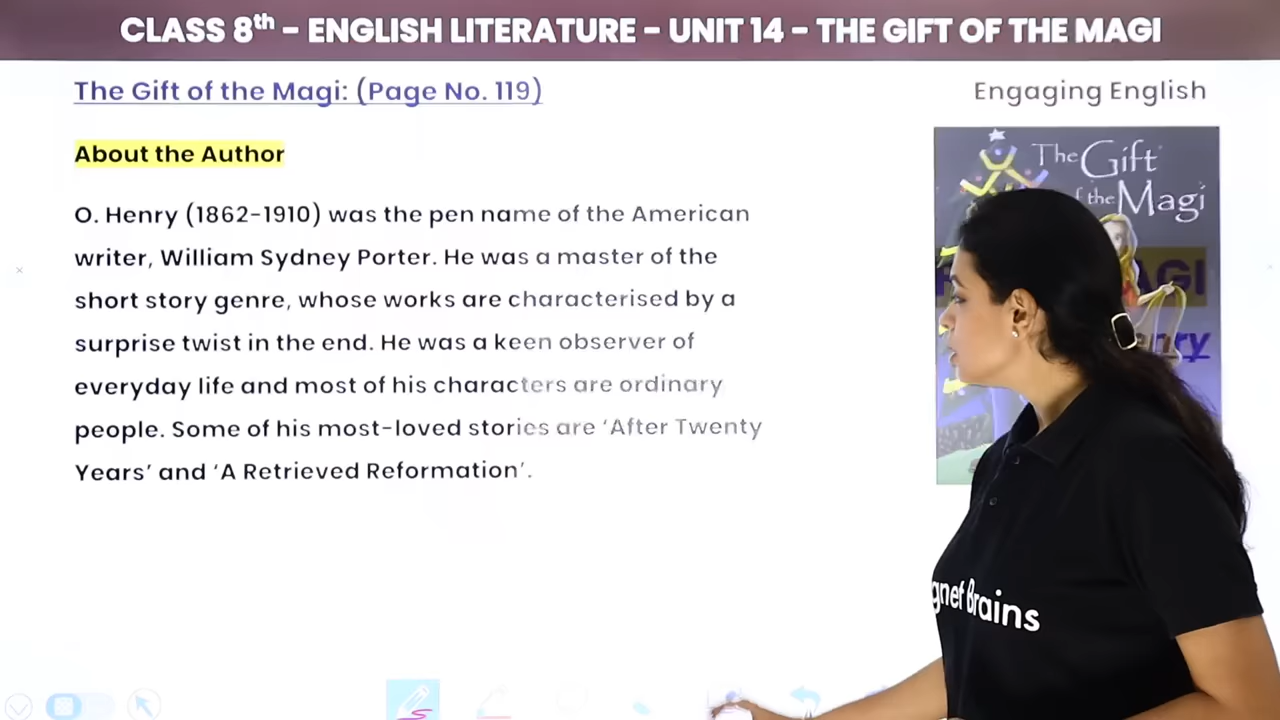 CLASS 8th - ENGLISH LITERATURE - UNIT 14 - THE GIFT OF THE MAGI
The Gift of the Magi: (Page No. 119)
Engaging English
About the Author
O. Henry (1862-1910) was the pen name of the American
writer, William Sydney Porter. He was a master of the
short story genre, whose works are characterised by a
surprise twist in the end. He was a keen observer of
everyday life and most of his characters are ordinary
people. Some of his most-loved stories are ‘After Twenty
Years’ and ‘A Retrieved Reformation’.
The Gift
the Magi
AGI
nry
gnet Brains